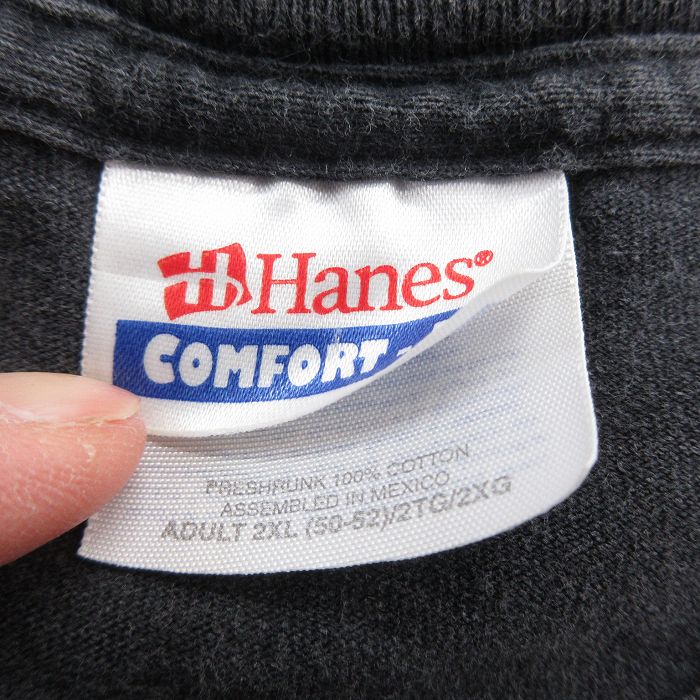 Hanes®
COMFORT -
PRESHRUNK 100% COTTON
ASSEMBLED IN MEXICO
ADULT 2XL (50-52)/2TG/2XG